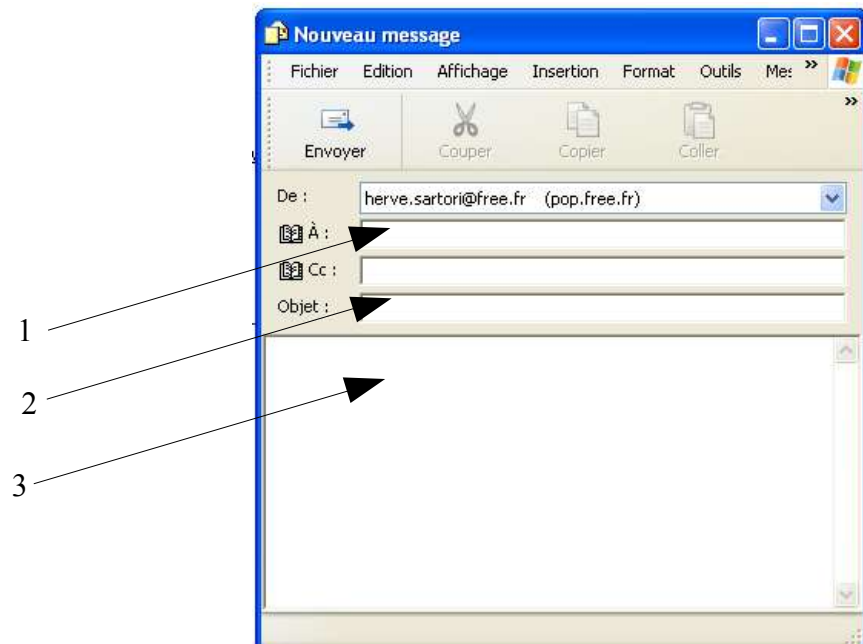 Nouveau message
Fichier Edition Affichage Insertion Format Outils Mes »
»
Envoyer Couper Copier Coller
De : herve.sartori@free.fr (pop.free.fr)
À :
Cc :
Objet :
1
2
3